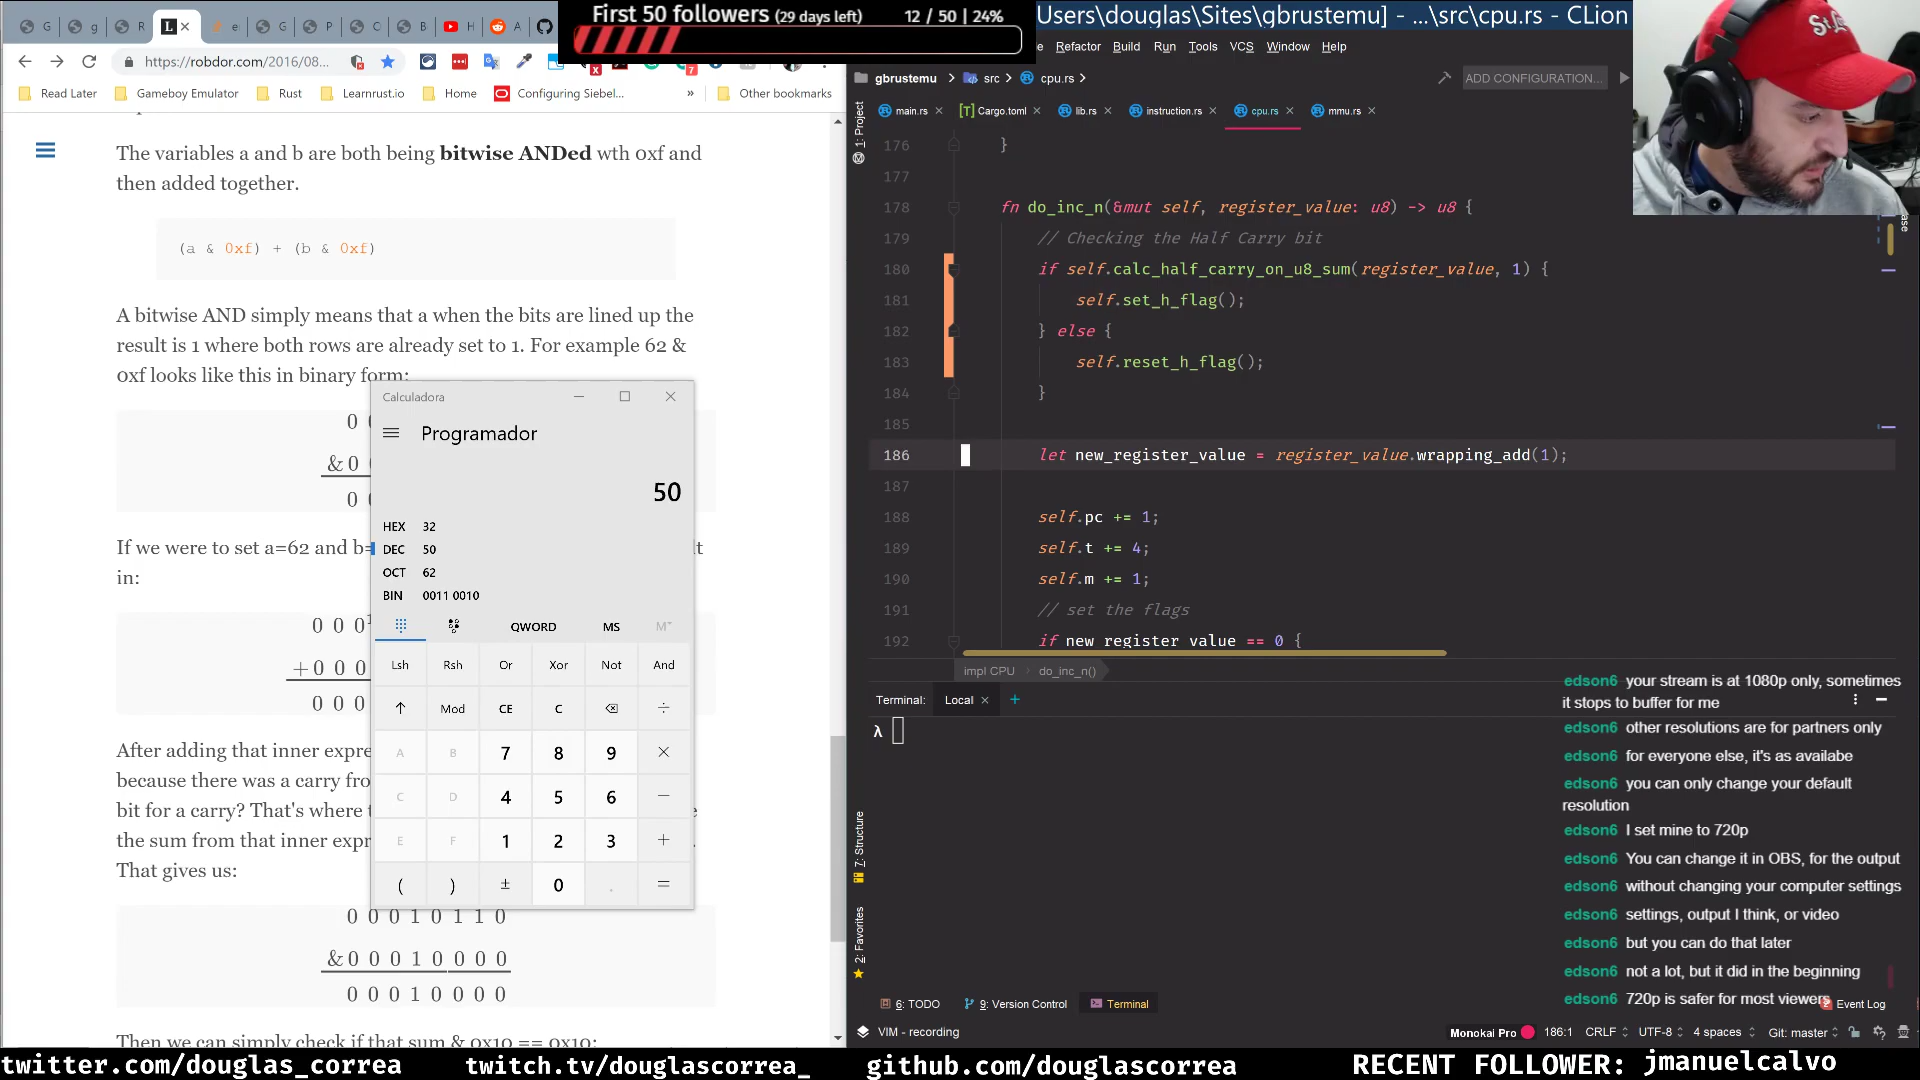 First 50 followers (29 days left) 12 / 50 | 24%
Users\douglas\Sites\gbrustemu] - ...\src\cpu.rs - CLion
https://robdor.com/2016/08...
Refactor Build Run Tools VCS Window Help
Read Later Gameboy Emulator Rust Learnrust.io Home Configuring Siebel... » Other bookmarks
gbrustemu src cpu.rs
ADD CONFIGURATION...
main.rs Cargo.toml lib.rs instruction.rs cpu.rs mmu.rs
The variables a and b are both being bitwise ANDed wth 0xf and
then added together.
(a & 0xf) + (b & 0xf)
A bitwise AND simply means that a when the bits are lined up the
result is 1 where both rows are already set to 1. For example 62 &
0xf looks like this in binary form:
If we were to set a=62 and b=
in:
After adding that inner expre
because there was a carry fro
bit for a carry? That's where t
the sum from that inner expr
That gives us:
0 0 0 1 0 1 1 0
&0 0 0 1 0 0 0 0
0 0 0 1 0 0 0 0
Then we can simply check if that sum & 0x10 == 0x10:
Calculadora
Programador
50
HEX 32
DEC 50
OCT 62
BIN 0011 0010
QWORD MS M
Lsh Rsh Or Xor Not And
↑ Mod CE C ÷
A B 7 8 9 ×
C D 4 5 6 −
E F 1 2 3 +
( ) ± 0 . =
1: Project
176 }
177
178 fn do_inc_n(&mut self, register_value: u8) -> u8 {
179 // Checking the Half Carry bit
180 if self.calc_half_carry_on_u8_sum(register_value, 1) {
181 self.set_h_flag();
182 } else {
183 self.reset_h_flag();
184 }
185
186 let new_register_value = register_value.wrapping_add(1);
187
188 self.pc += 1;
189 self.t += 4;
190 self.m += 1;
191 // set the flags
192 if new_register_value == 0 {
impl CPU do_inc_n()
Terminal: Local +
λ
7: Structure
2: Favorites
edson6 your stream is at 1080p only, sometimes
it stops to buffer for me
edson6 other resolutions are for partners only
edson6 for everyone else, it's as availabe
edson6 you can only change your default
resolution
edson6 I set mine to 720p
edson6 You can change it in OBS, for the output
edson6 without changing your computer settings
edson6 settings, output I think, or video
edson6 but you can do that later
edson6 not a lot, but it did in the beginning
edson6 720p is safer for most viewers
6: TODO 9: Version Control Terminal Event Log
VIM - recording
Monokai Pro 186:1 CRLF UTF-8 4 spaces Git: master
twitter.com/douglas_correa twitch.tv/douglascorrea_ github.com/douglascorrea RECENT FOLLOWER: jmanuelcalvo